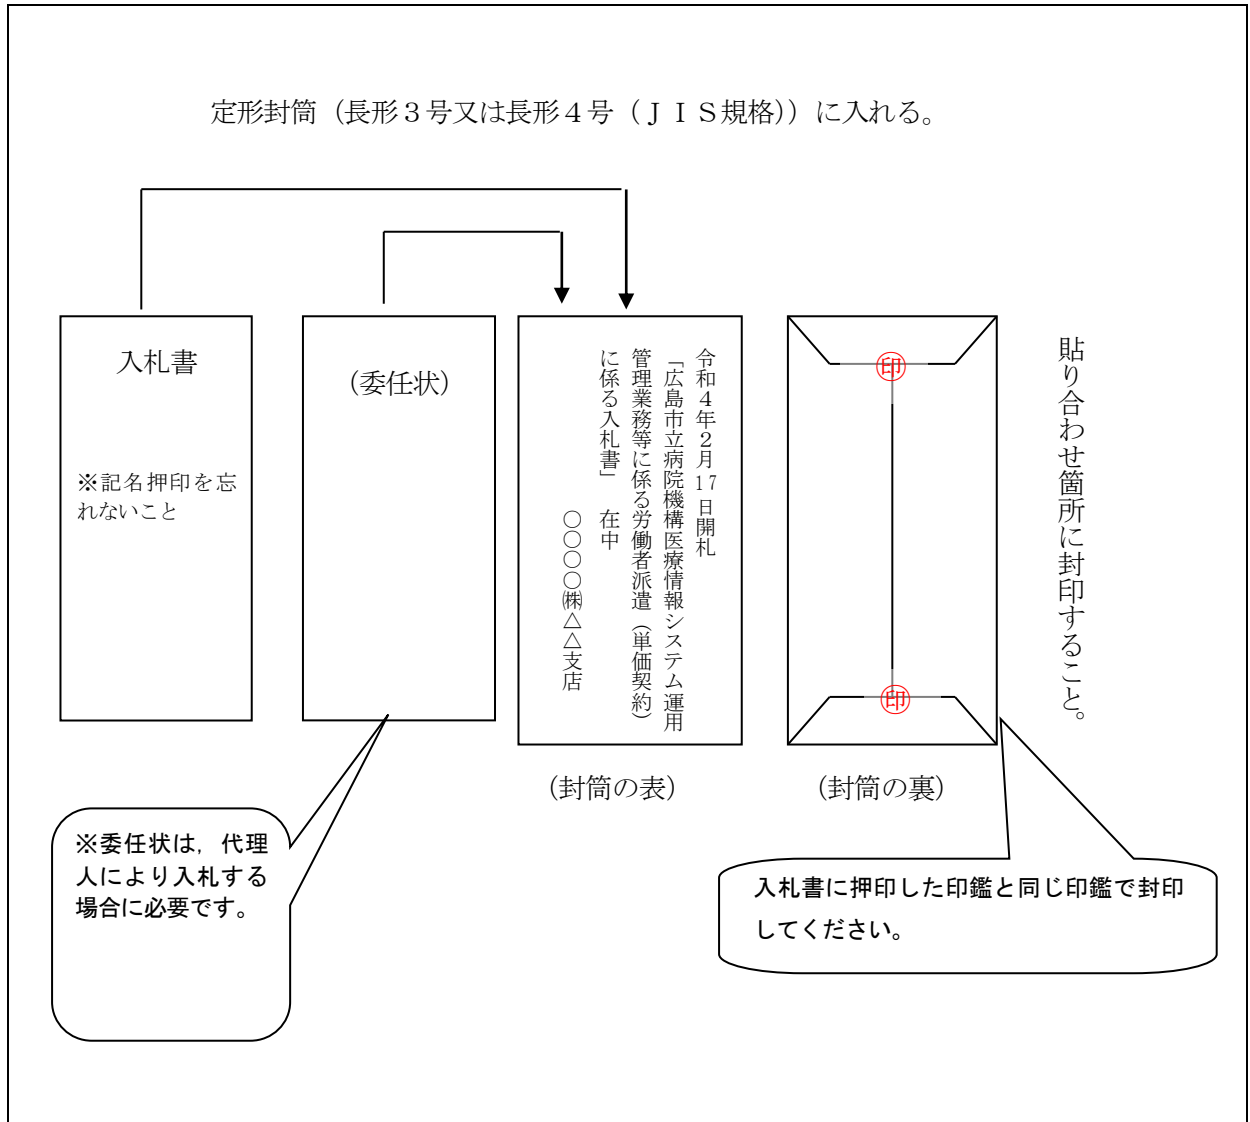 定形封筒（長形３号又は長形４号（ＪＩＳ規格））に入れる。
入札書
※記名押印を忘
れないこと
（委任状）
令和４年２月17日開札
「広島市立病院機構医療情報システム運用
管理業務等に係る労働者派遣（単価契約）
に係る入札書」　在中
○○○○㈱△△支店
印
印
貼り合わせ箇所に封印すること。
（封筒の表）
（封筒の裏）
※委任状は，代理
人により入札する
場合に必要です。
入札書に押印した印鑑と同じ印鑑で封印
してください。